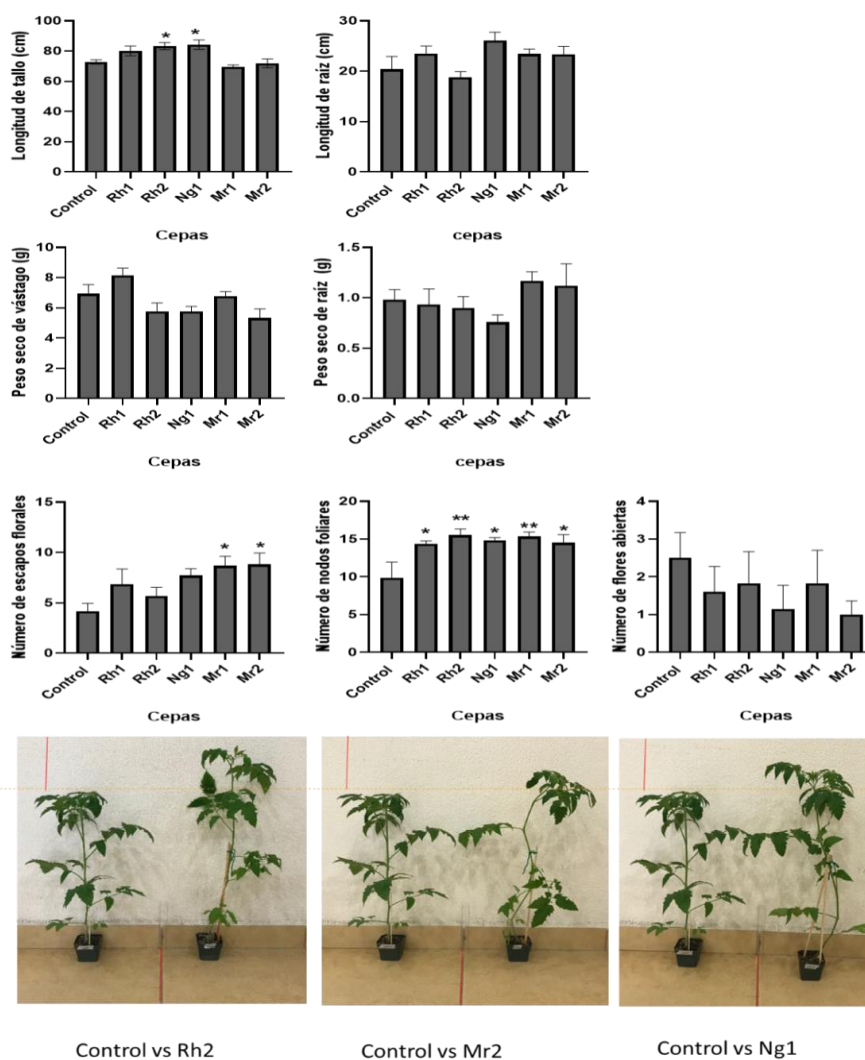 Longitud de tallo (cm)
100
80
60
40
20
0
* *
Control Rh1 Rh2 Ng1 Mr1 Mr2
Cepas
Longitud de raíz (cm)
30
20
10
0
Control Rh1 Rh2 Ng1 Mr1 Mr2
cepas
Peso seco de vástago (g)
10
8
6
4
2
0
Control Rh1 Rh2 Ng1 Mr1 Mr2
Cepas
Peso seco de raíz (g)
1.5
1.0
0.5
0.0
Control Rh1 Rh2 Ng1 Mr1 Mr2
cepas
Número de escapos florales
15
10
5
0
* *
Control Rh1 Rh2 Ng1 Mr1 Mr2
Cepas
Número de nodos foliares
20
15
10
5
0
* ** * ** *
Control Rh1 Rh2 Ng1 Mr1 Mr2
Cepas
Número de flores abiertas
4
3
2
1
0
Control Rh1 Rh2 Ng1 Mr1 Mr2
Cepas
Control vs Rh2
Control vs Mr2
Control vs Ng1